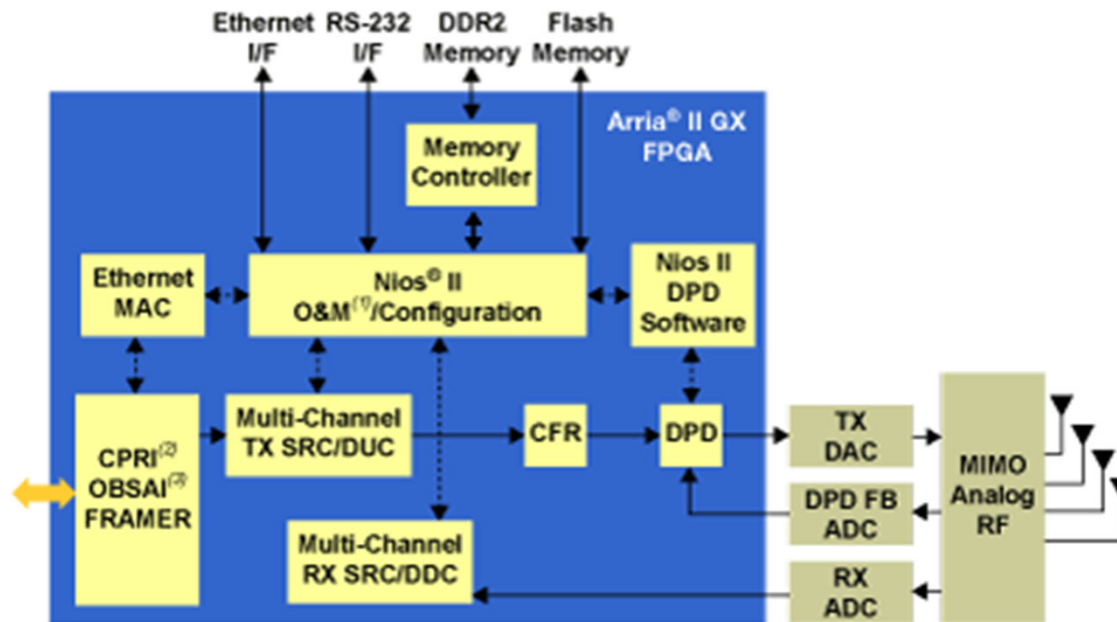 Ethernet I/F
RS-232 I/F
DDR2 Memory
Flash Memory
Arria® II GX
FPGA
Memory
Controller
Ethernet
MAC
Nios® II
O&M(1)/Configuration
Nios II
DPD
Software
CPRI(2)
OBSAI(3)
FRAMER
Multi-Channel
TX SRC/DUC
CFR
DPD
TX
DAC
MIMO
Analog
RF
DPD FB
ADC
Multi-Channel
RX SRC/DDC
RX
ADC